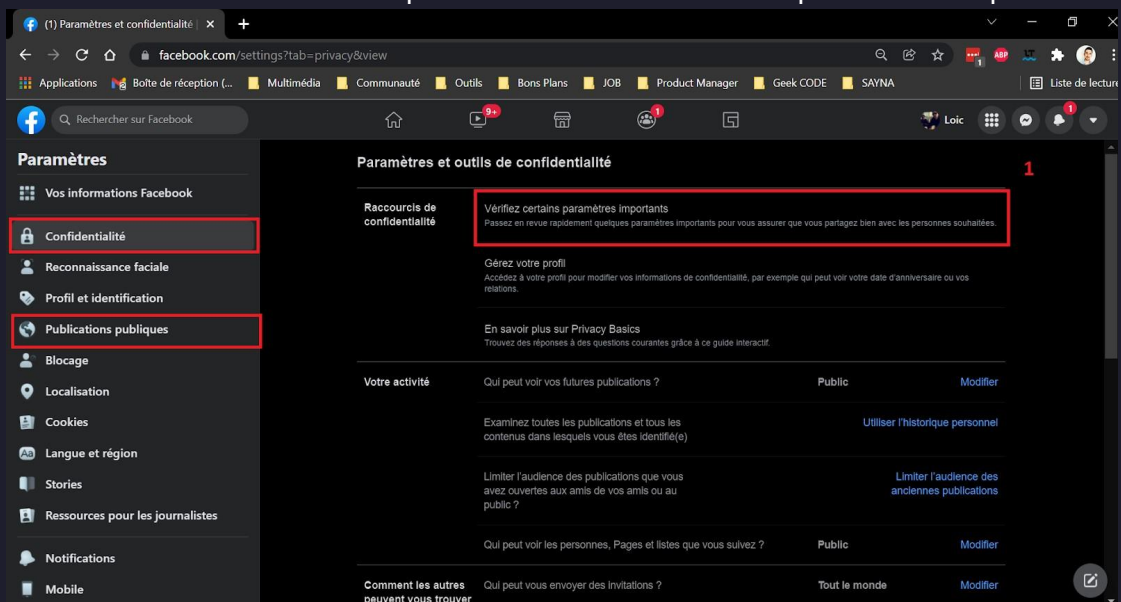 (1) Paramètres et confidentialité
facebook.com/settings?tab=privacy&view
ABP
LT
1
Applications
Boîte de réception (...
Multimédia
Communauté
Outils
Bons Plans
JOB
Product Manager
Geek CODE
SAYNA
Liste de lecture
Rechercher sur Facebook
9+
1
Loic
1
Paramètres
Vos informations Facebook
Confidentialité
Reconnaissance faciale
Profil et identification
Publications publiques
Blocage
Localisation
Cookies
Aa
Langue et région
Stories
Ressources pour les journalistes
Notifications
Mobile
Paramètres et outils de confidentialité
1
Raccourcis de
confidentialité
Vérifiez certains paramètres importants
Passez en revue rapidement quelques paramètres importants pour vous assurer que vous partagez bien avec les personnes souhaitées.
Gérez votre profil
Accédez à votre profil pour modifier vos informations de confidentialité, par exemple qui peut voir votre date d'anniversaire ou vos
relations.
En savoir plus sur Privacy Basics
Trouvez des réponses à des questions courantes grâce à ce guide interactif.
Votre activité
Qui peut voir vos futures publications ?
Public
Modifier
Examinez toutes les publications et tous les
contenus dans lesquels vous êtes identifié(e)
Utiliser l'historique personnel
Limiter l'audience des publications que vous
avez ouvertes aux amis de vos amis ou au
public ?
Limiter l'audience des
anciennes publications
Qui peut voir les personnes, Pages et listes que vous suivez ?
Public
Modifier
Comment les autres
peuvent vous trouver
Qui peut vous envoyer des invitations ?
Tout le monde
Modifier